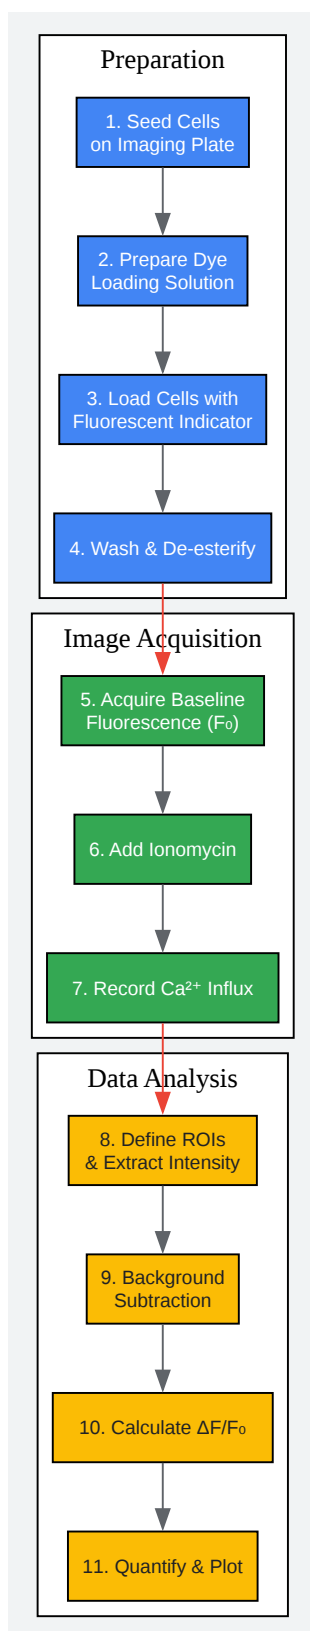 Preparation
1. Seed Cells
on Imaging Plate
2. Prepare Dye
Loading Solution
3. Load Cells with
Fluorescent Indicator
4. Wash & De-esterify
Image Acquisition
5. Acquire Baseline
Fluorescence (F₀)
6. Add Ionomycin
7. Record Ca²⁺ Influx
Data Analysis
8. Define ROIs
& Extract Intensity
9. Background
Subtraction
10. Calculate ΔF/F₀
11. Quantify & Plot